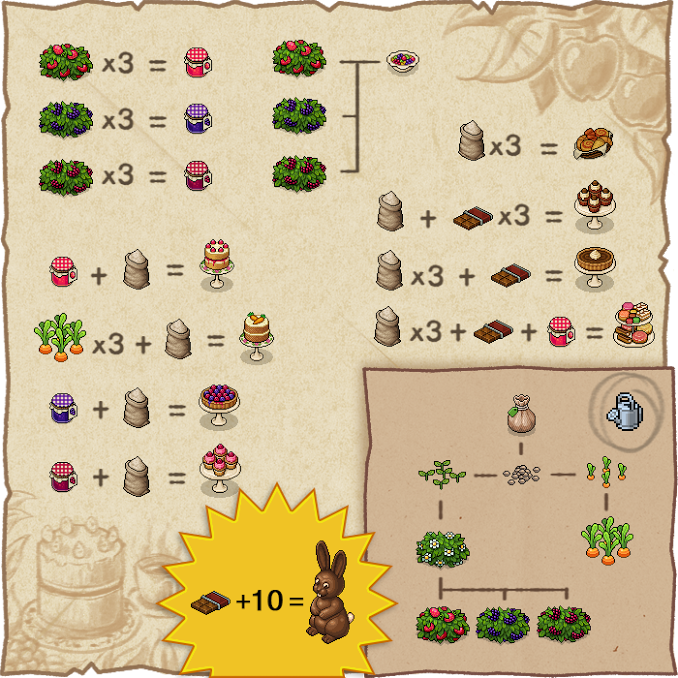 x3 =
x3 =
x3 =
x3 =
+ x3 =
x3 + =
x3 + + =
+ =
x3 + =
+ =
+ =
+10 =